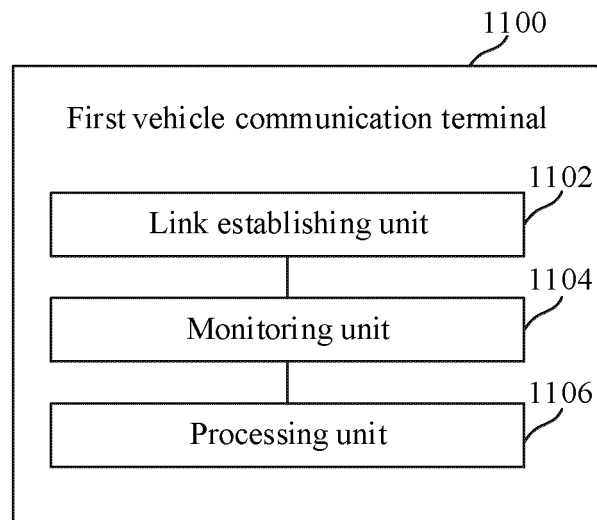 1100
First vehicle communication terminal
1102
Link establishing unit
1104
Monitoring unit
1106
Processing unit